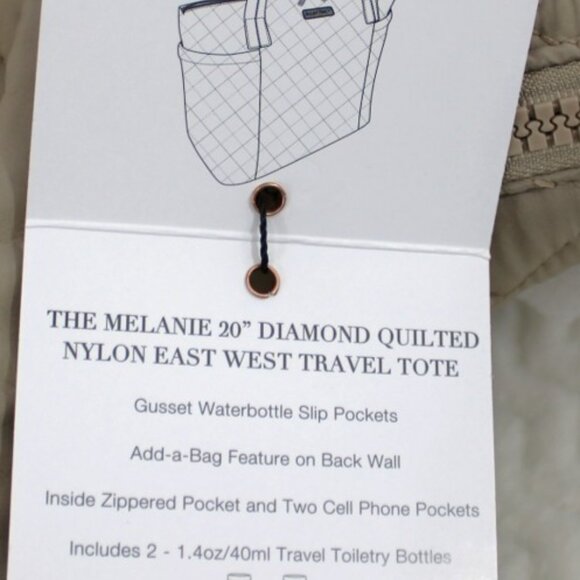 THE MELANIE 20” DIAMOND QUILTED
NYLON EAST WEST TRAVEL TOTE
Gusset Waterbottle Slip Pockets
Add-a-Bag Feature on Back Wall
Inside Zippered Pocket and Two Cell Phone Pockets
Includes 2 - 1.4oz/40ml Travel Toiletry Bottles